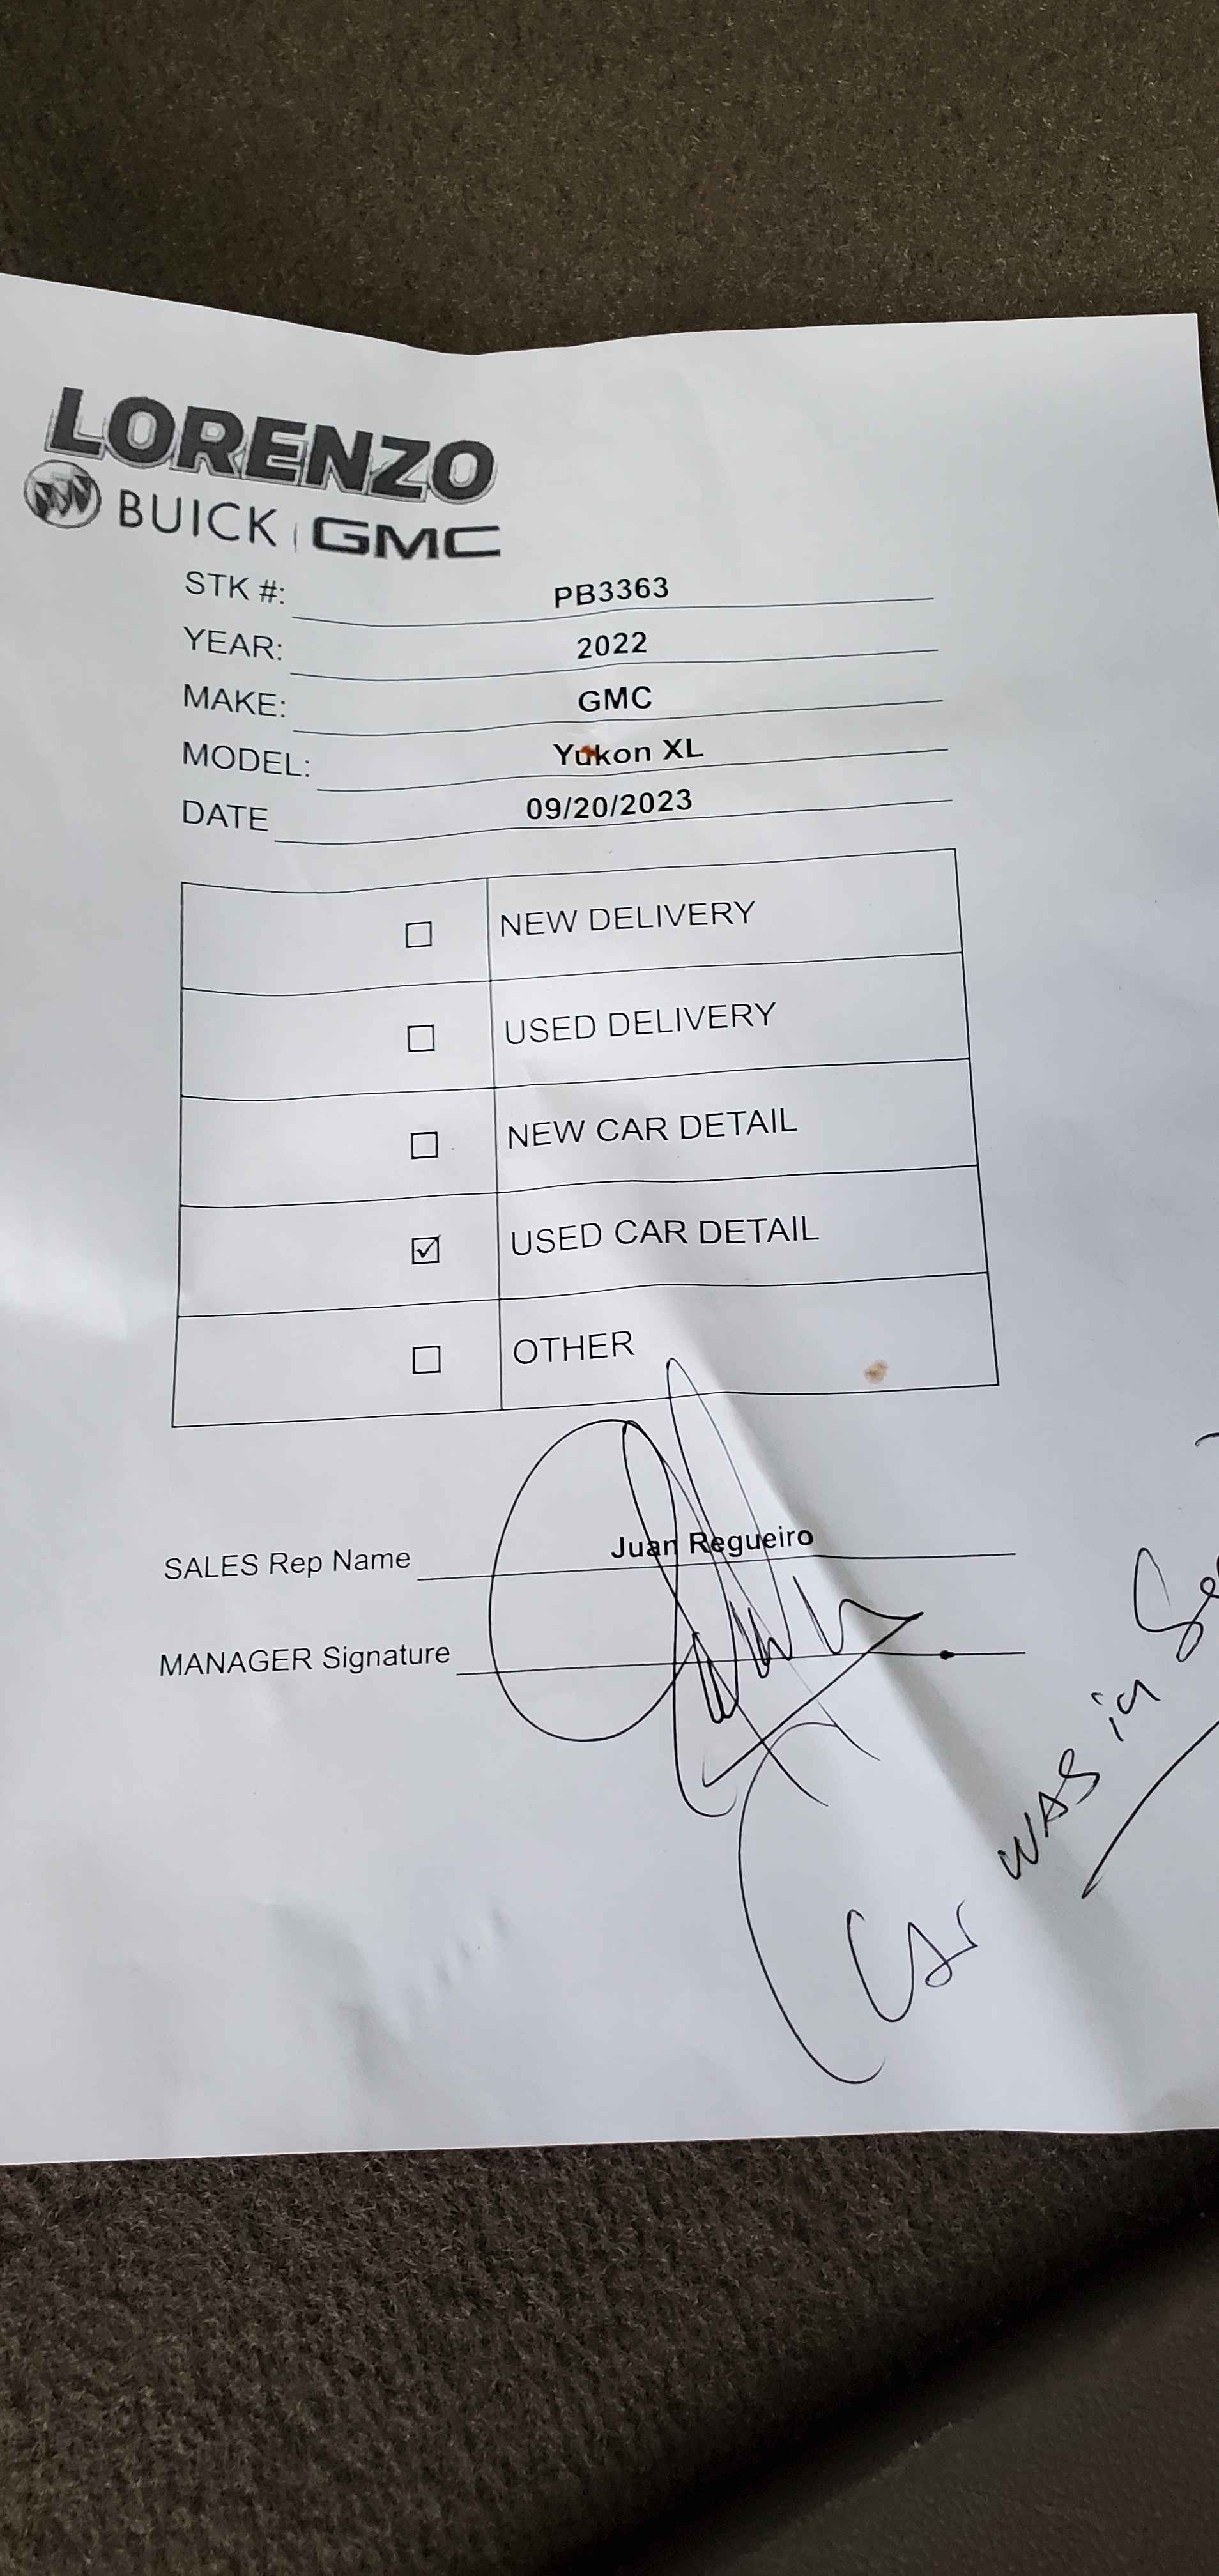 LORENZO
BUICK | GMC
STK #: PB3363
YEAR: 2022
MAKE: GMC
MODEL: Yukon XL
DATE 09/20/2023
☐ NEW DELIVERY
☐ USED DELIVERY
☐ NEW CAR DETAIL
☑ USED CAR DETAIL
☐ OTHER
SALES Rep Name Juan Regueiro
MANAGER Signature
Car was in